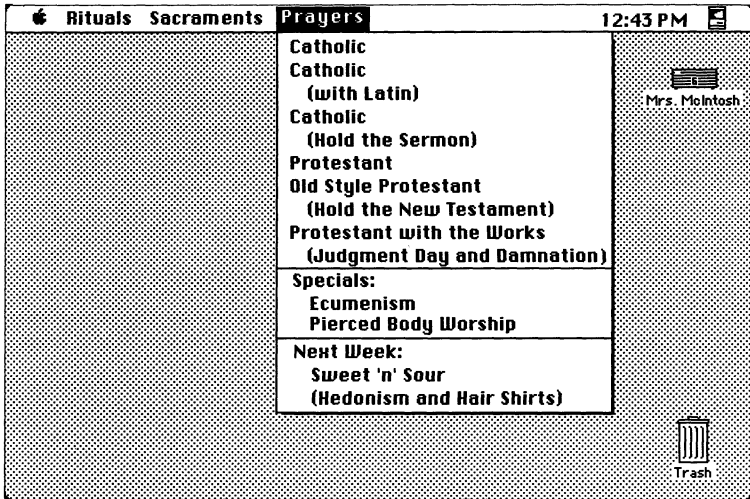 Rituals Sacraments Prayers 12:43 PM
Catholic
Catholic
(with Latin)
Catholic
(Hold the Sermon)
Protestant
Old Style Protestant
(Hold the New Testament)
Protestant with the Works
(Judgment Day and Damnation)
Specials:
Ecumenism
Pierced Body Worship
Next Week:
Sweet 'n' Sour
(Hedonism and Hair Shirts)
Mrs. McIntosh
Trash